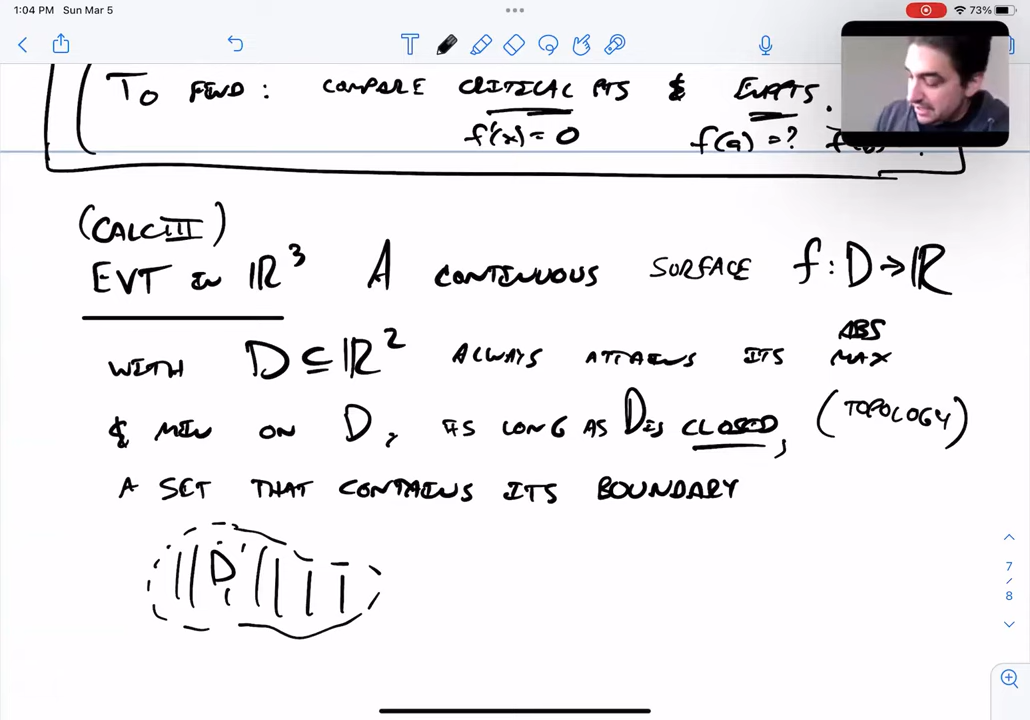 1:04 PM Sun Mar 5
73%
TO FIND: COMPARE CRITICAL PTS & ENDPTS.
f'(x) = 0 f(a) = ?
(CALC III)
EVT IN ℝ³ A CONTINUOUS SURFACE f: D → ℝ
WITH D ⊆ ℝ² ALWAYS ATTAINS ITS ABS MAX
& MIN ON D, AS LONG AS D IS CLOSED, (TOPOLOGY)
A SET THAT CONTAINS ITS BOUNDARY
D
7
/
8